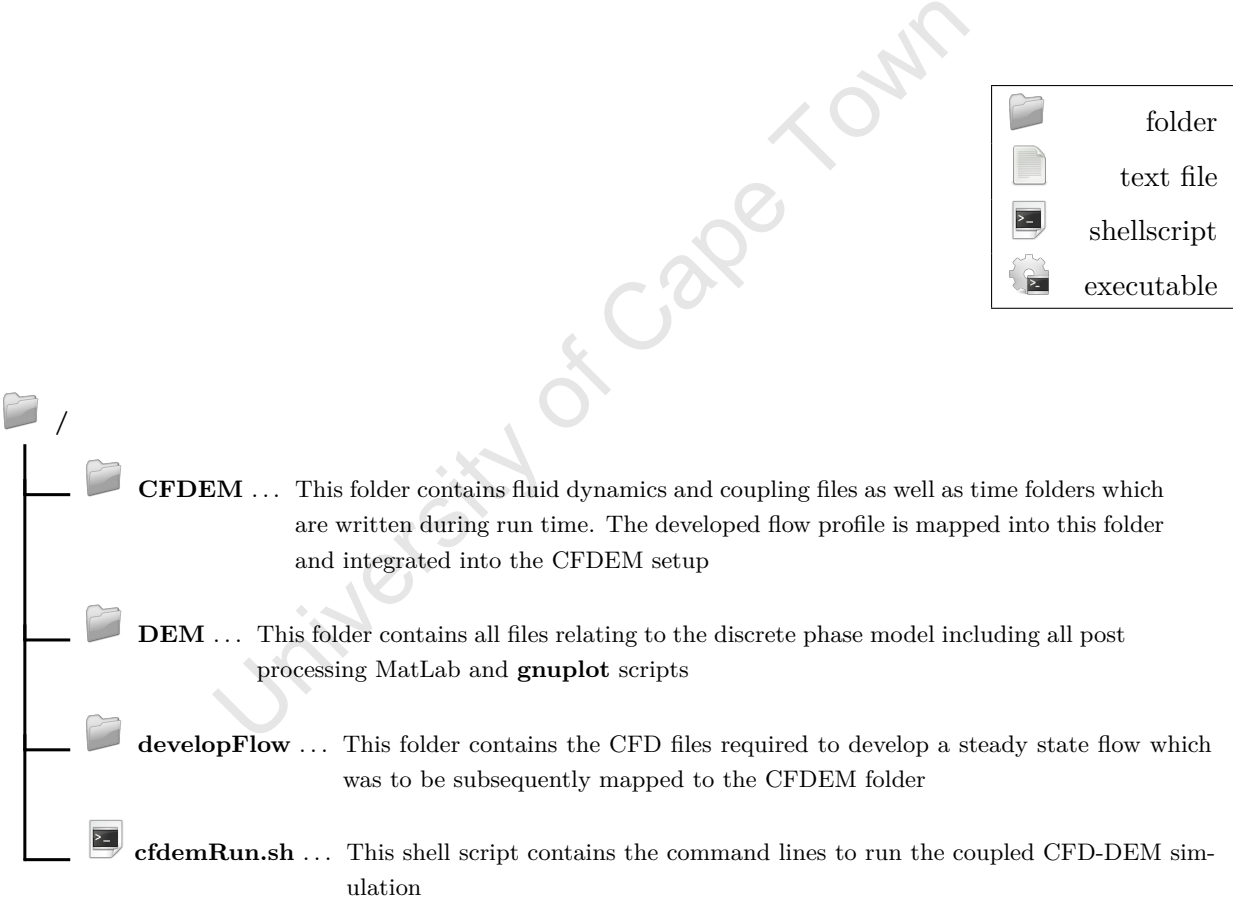 folder
text file
shellscript
executable
/
CFDEM ... This folder contains fluid dynamics and coupling files as well as time folders which
are written during run time. The developed flow profile is mapped into this folder
and integrated into the CFDEM setup
DEM ... This folder contains all files relating to the discrete phase model including all post
processing MatLab and gnuplot scripts
developFlow ... This folder contains the CFD files required to develop a steady state flow which
was to be subsequently mapped to the CFDEM folder
cfdemRun.sh ... This shell script contains the command lines to run the coupled CFD-DEM sim-
ulation
University of Cape Town